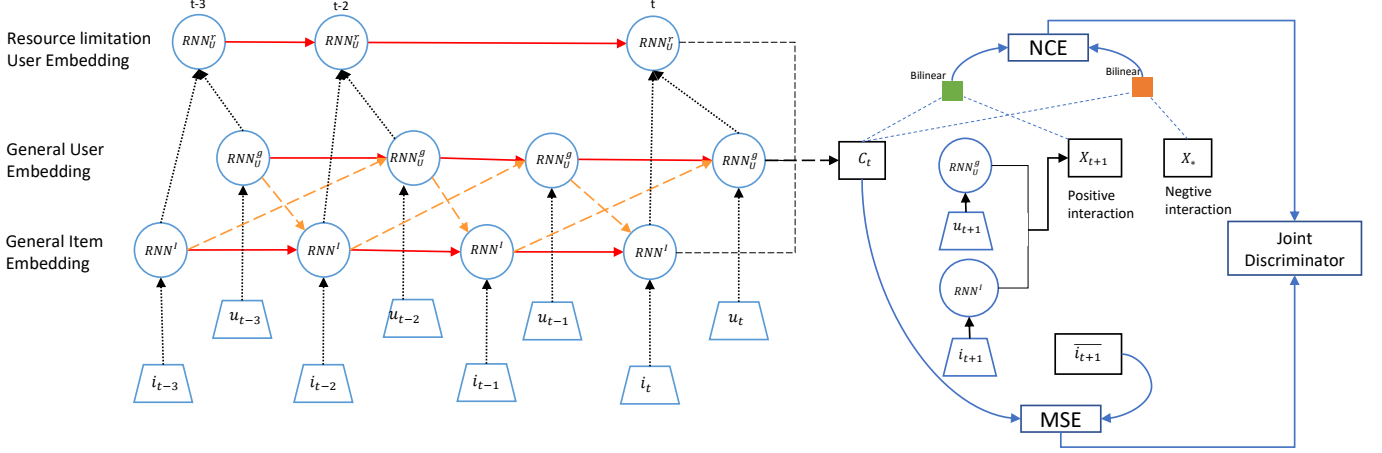 t-3
t-2
t
Resource limitation
User Embedding
RNN_U^r
RNN_U^r
RNN_U^r
NCE
Bilinear
Bilinear
General User
Embedding
RNN_U^g
RNN_U^g
RNN_U^g
RNN_U^g
C_t
RNN_U^g
X_{t+1}
X_*
Positive
interaction
Negtive
interaction
u_{t+1}
General Item
Embedding
RNN^I
RNN^I
RNN^I
RNN^I
RNN^I
Joint
Discriminator
u_{t-3}
u_{t-2}
u_{t-1}
u_t
i_{t+1}
\overline{i_{t+1}}
i_{t-3}
i_{t-2}
i_{t-1}
i_t
MSE